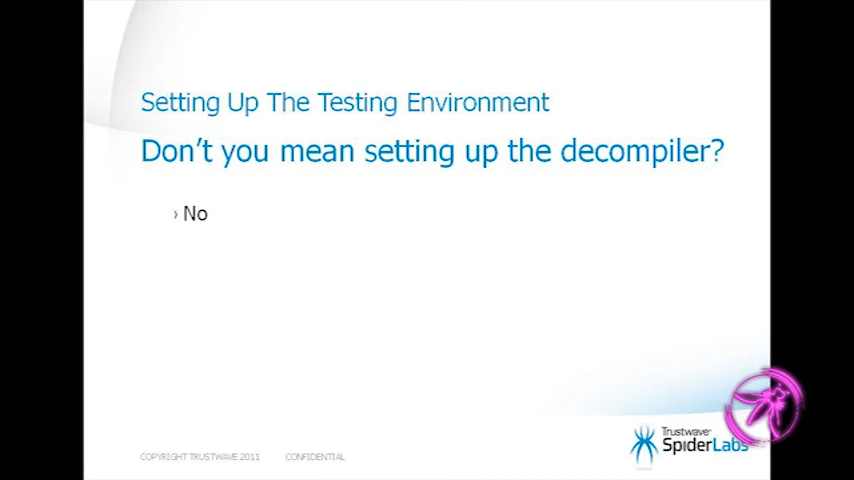 Setting Up The Testing Environment
Don't you mean setting up the decompiler?
› No
COPYRIGHT TRUSTWAVE 2011 CONFIDENTIAL
Trustwave®
SpiderLabs